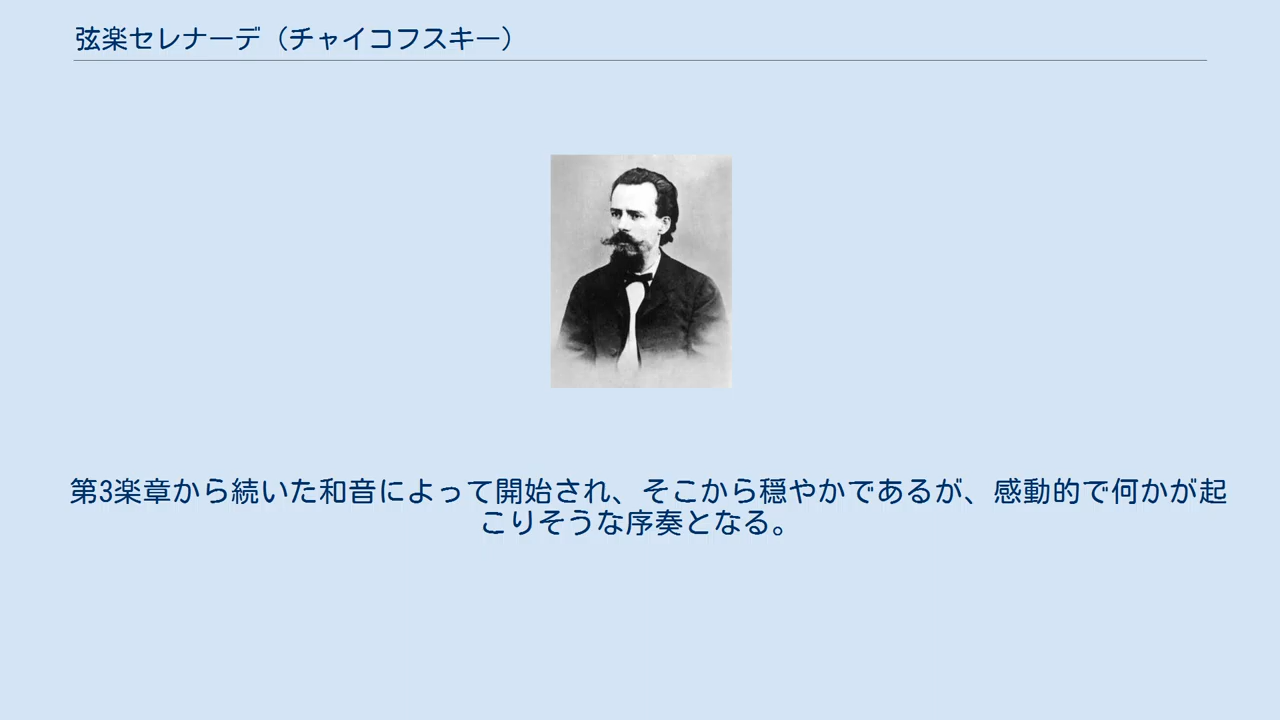 弦楽セレナーデ（チャイコフスキー）
第3楽章から続いた和音によって開始され、そこから穏やかであるが、感動的で何かが起
こりそうな序奏となる。